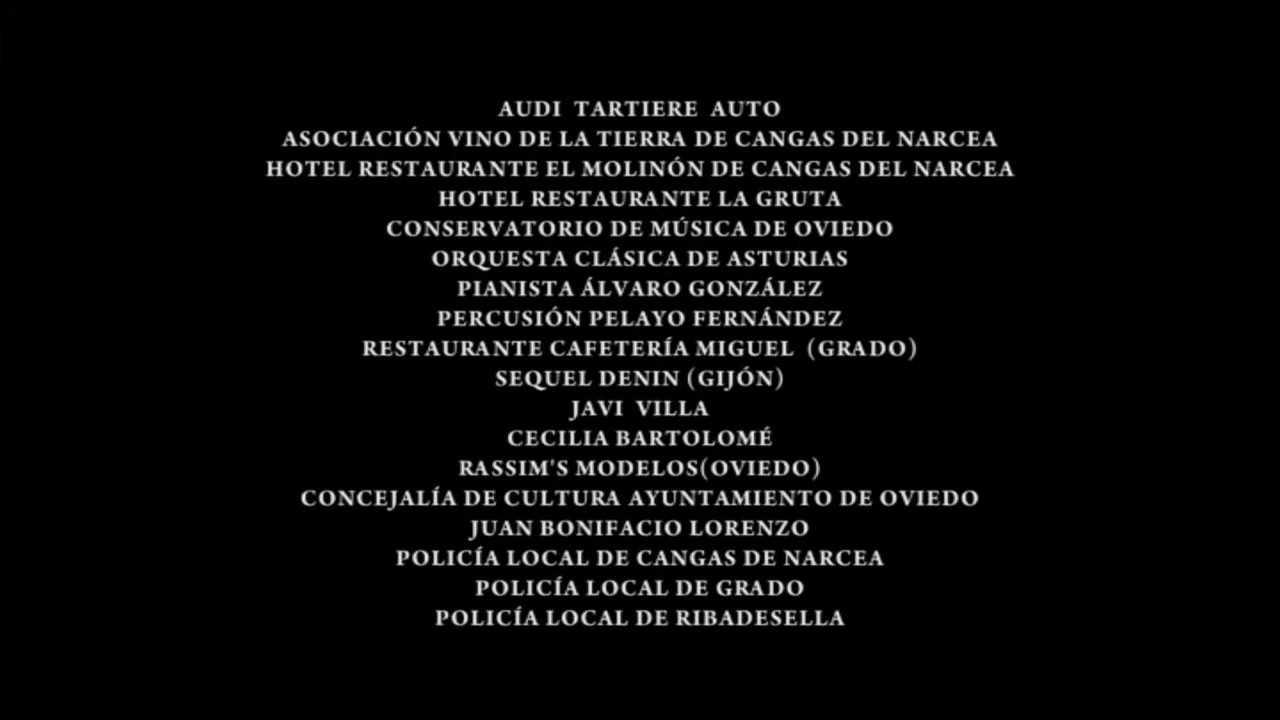 AUDI TARTIERE AUTO
ASOCIACIÓN VINO DE LA TIERRA DE CANGAS DEL NARCEA
HOTEL RESTAURANTE EL MOLINÓN DE CANGAS DEL NARCEA
HOTEL RESTAURANTE LA GRUTA
CONSERVATORIO DE MÚSICA DE OVIEDO
ORQUESTA CLÁSICA DE ASTURIAS
PIANISTA ÁLVARO GONZÁLEZ
PERCUSIÓN PELAYO FERNÁNDEZ
RESTAURANTE CAFETERÍA MIGUEL (GRADO)
SEQUEL DENIN (GIJÓN)
JAVI VILLA
CECILIA BARTOLOMÉ
RASSIM'S MODELOS(OVIEDO)
CONCEJALÍA DE CULTURA AYUNTAMIENTO DE OVIEDO
JUAN BONIFACIO LORENZO
POLICÍA LOCAL DE CANGAS DE NARCEA
POLICÍA LOCAL DE GRADO
POLICÍA LOCAL DE RIBADESELLA